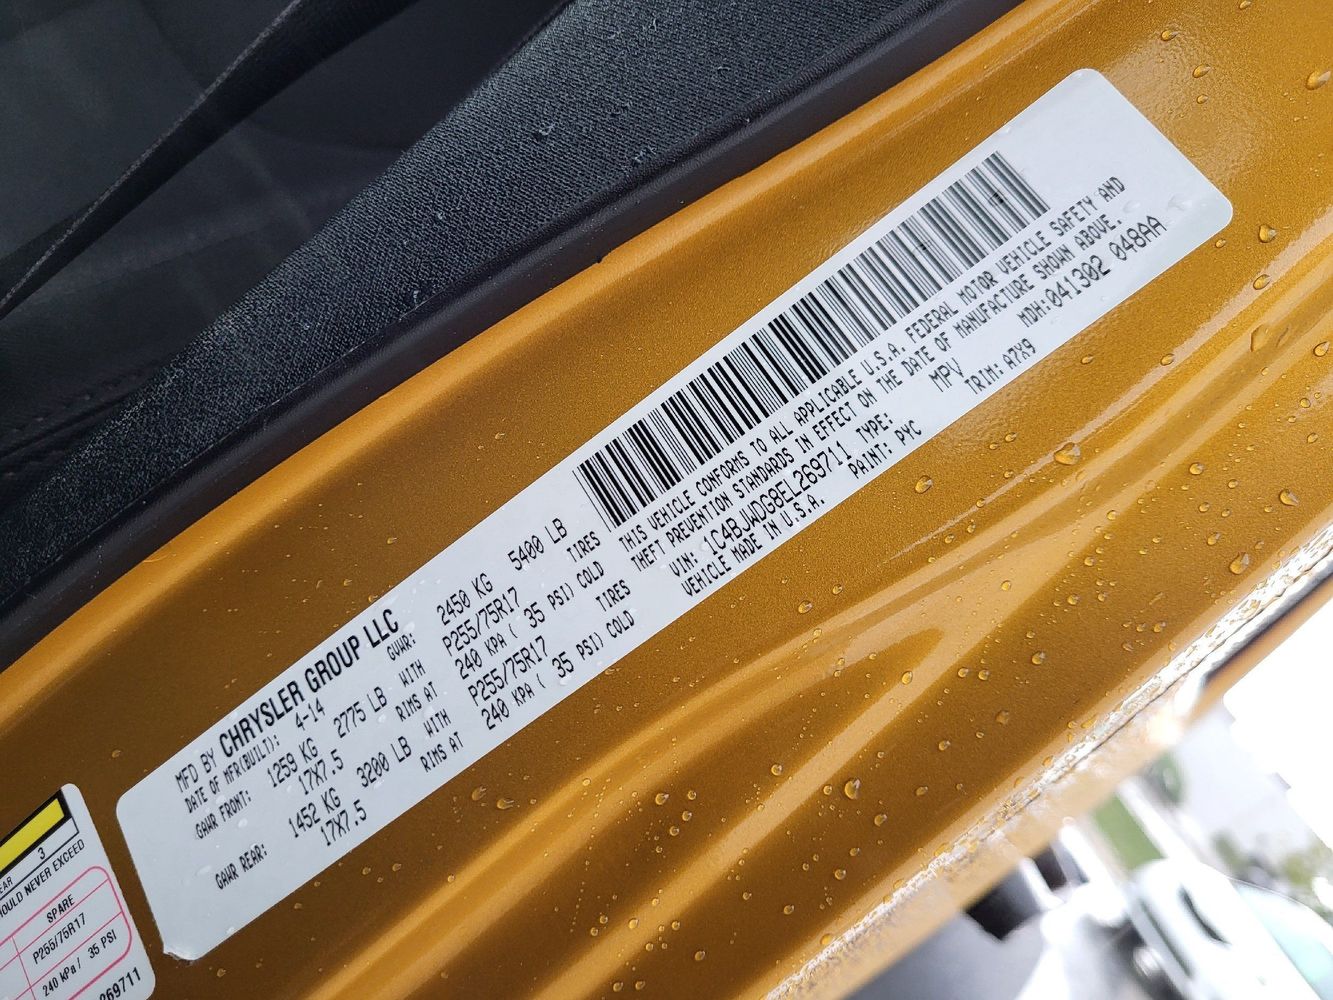 MFD BY CHRYSLER GROUP LLC
DATE OF MFR(BUILT): 4-14 GVWR: 2450 KG 5400 LB
GAWR FRONT: 1259 KG 2775 LB WITH P255/75R17 TIRES
17X7.5 RIMS AT 240 KPA ( 35 PSI) COLD
GAWR REAR: 1452 KG 3200 LB WITH P255/75R17 TIRES
17X7.5 RIMS AT 240 KPA ( 35 PSI) COLD
THIS VEHICLE CONFORMS TO ALL APPLICABLE U.S.A. FEDERAL MOTOR VEHICLE SAFETY AND
THEFT PREVENTION STANDARDS IN EFFECT ON THE DATE OF MANUFACTURE SHOWN ABOVE.
VIN: 1C4BJWDG8EL269711 TYPE: MPV MDH: 041302 048AA
VEHICLE MADE IN U.S.A. PAINT: PYC TRIM: A7X9
3
EAR
OULD NEVER EXCEED
SPARE
P255/75R17
240 kPa / 35 PSI
269711